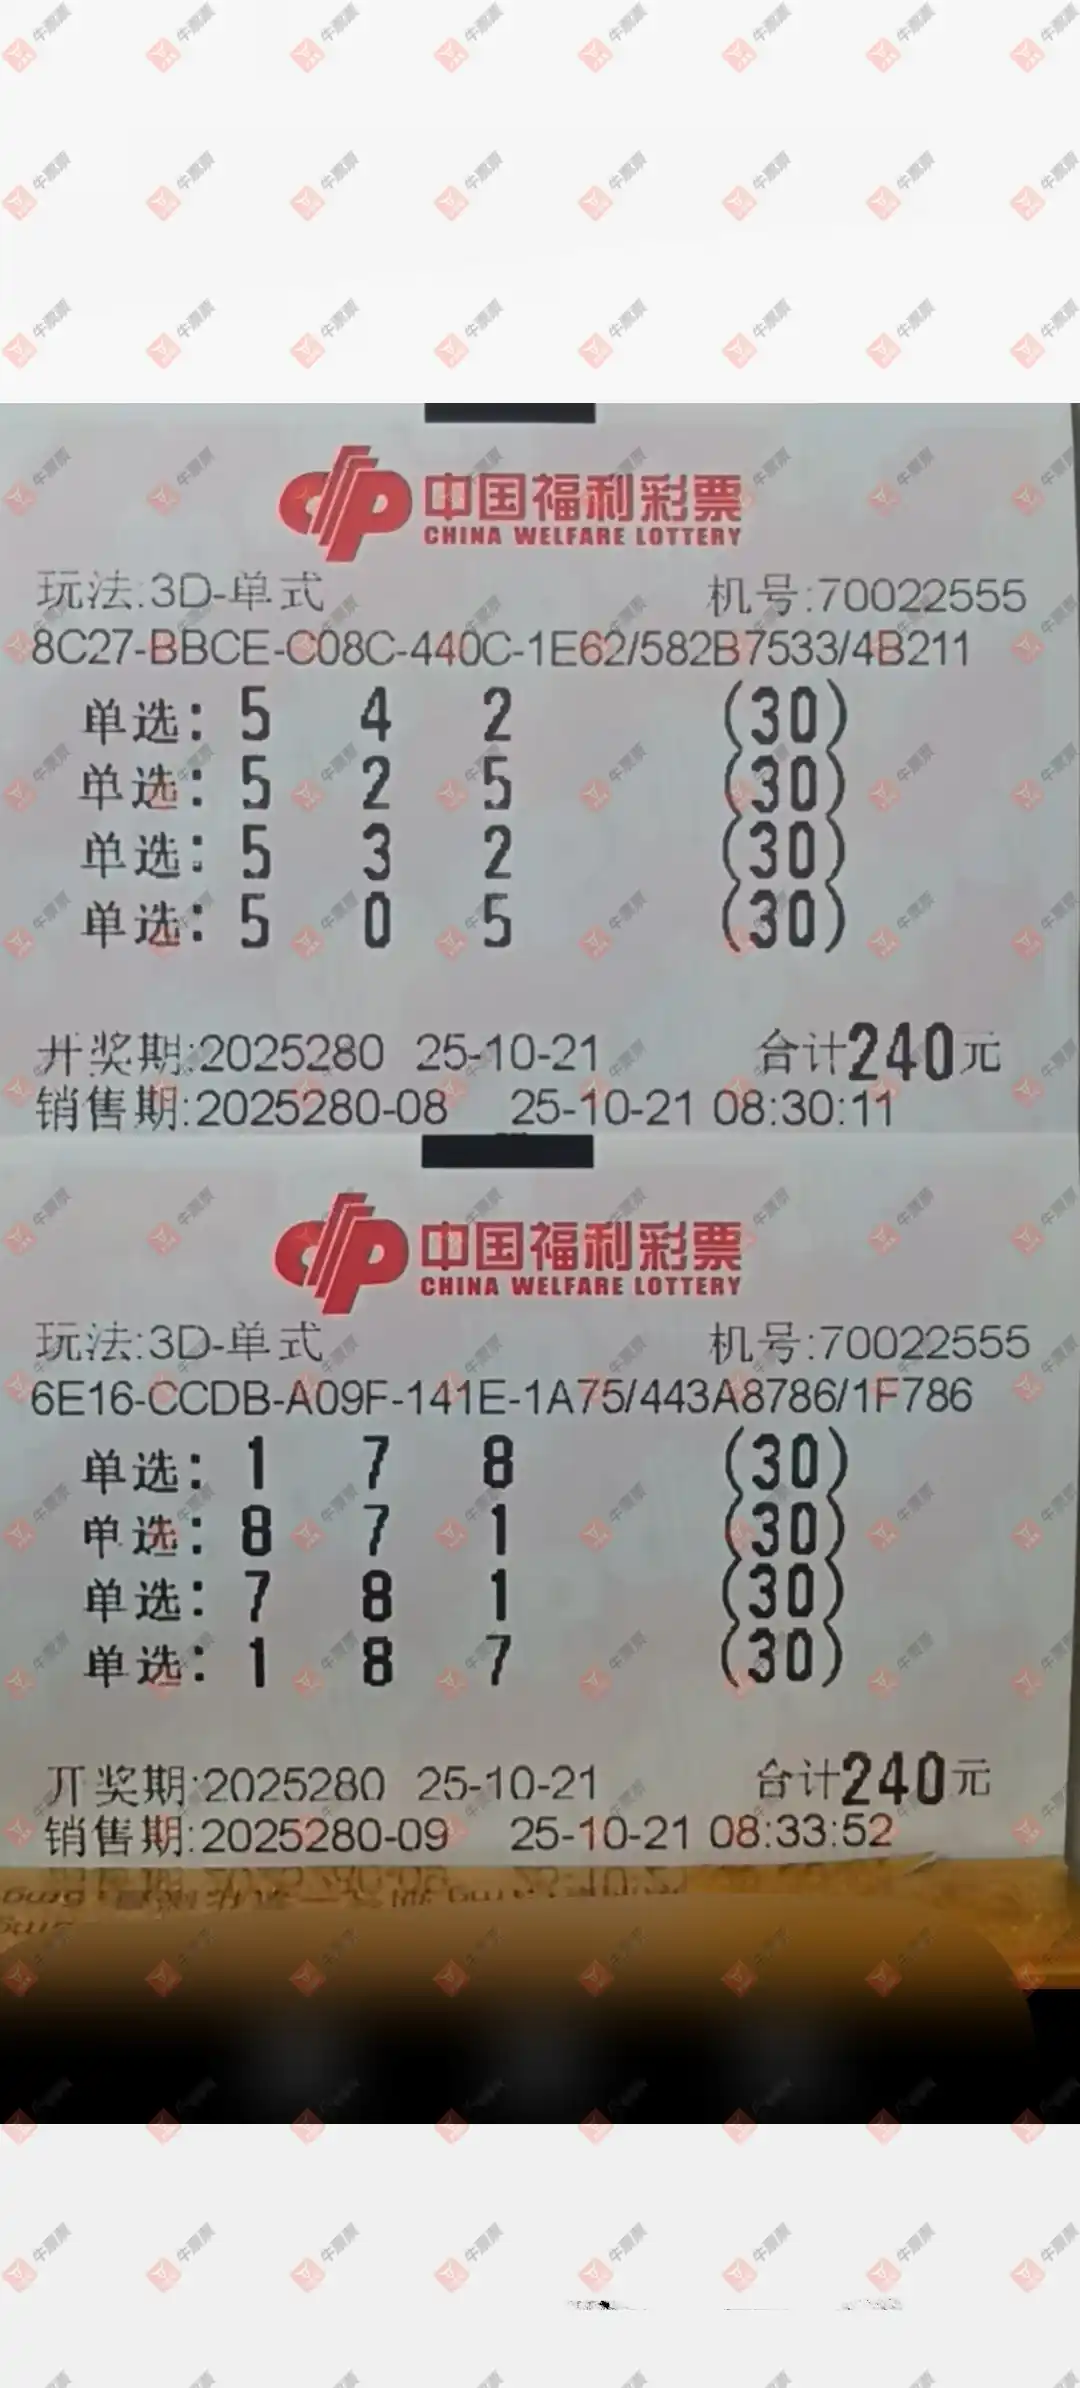 中国福利彩票
CHINA WELFARE LOTTERY
玩法:3D-单式 机号:70022555
8C27-BBCE-C08C-440C-1E62/582B7533/4B211
单选: 5 4 2 (30)
单选: 5 2 5 (30)
单选: 5 3 2 (30)
单选: 5 0 5 (30)
开奖期:2025280 25-10-21 合计240元
销售期:2025280-08 25-10-21 08:30:11
中国福利彩票
CHINA WELFARE LOTTERY
玩法:3D-单式 机号:70022555
6E16-CCDB-A09F-141E-1A75/443A8786/1F786
单选: 1 7 8 (30)
单选: 8 7 1 (30)
单选: 7 8 1 (30)
单选: 1 8 7 (30)
开奖期:2025280 25-10-21 合计240元
销售期:2025280-09 25-10-21 08:33:52